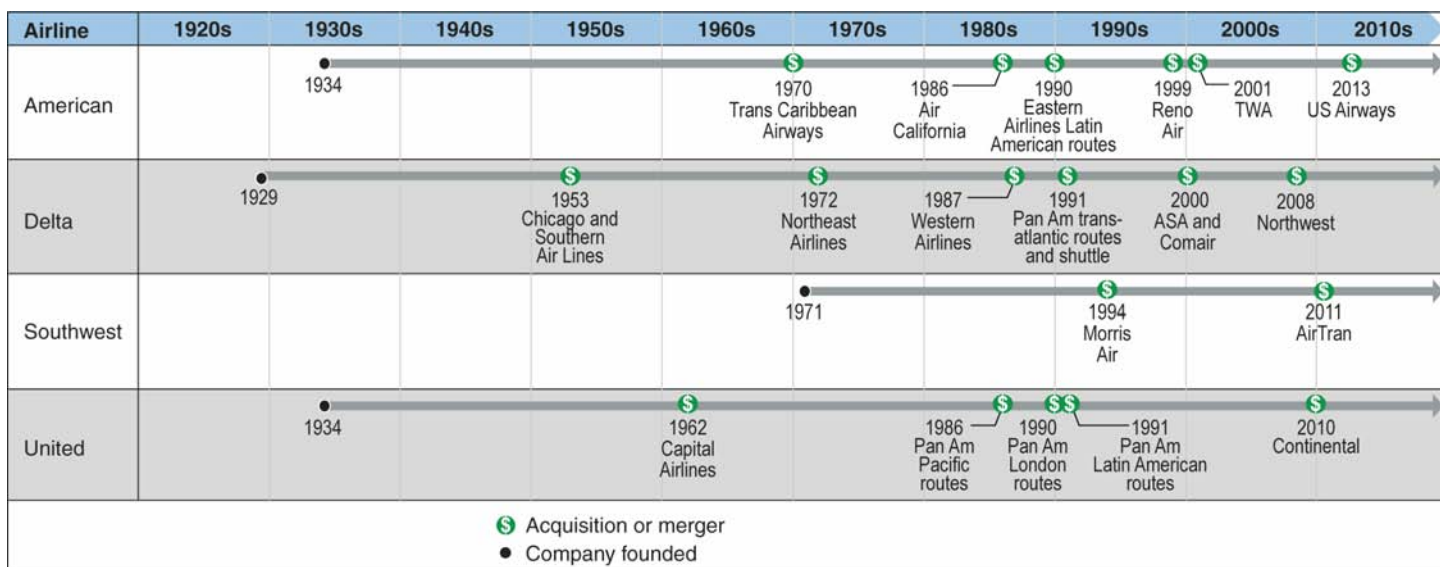 Airline 1920s 1930s 1940s 1950s 1960s 1970s 1980s 1990s 2000s 2010s
American
1934
1970
Trans Caribbean
Airways
1986
Air
California
1990
Eastern
Airlines Latin
American routes
1999
Reno
Air
2001
TWA
2013
US Airways
Delta
1929
1953
Chicago and
Southern
Air Lines
1972
Northeast
Airlines
1987
Western
Airlines
1991
Pan Am trans-
atlantic routes
and shuttle
2000
ASA and
Comair
2008
Northwest
Southwest
1971
1994
Morris
Air
2011
AirTran
United
1934
1962
Capital
Airlines
1986
Pan Am
Pacific
routes
1990
Pan Am
London
routes
1991
Pan Am
Latin American
routes
2010
Continental
$ Acquisition or merger
Company founded